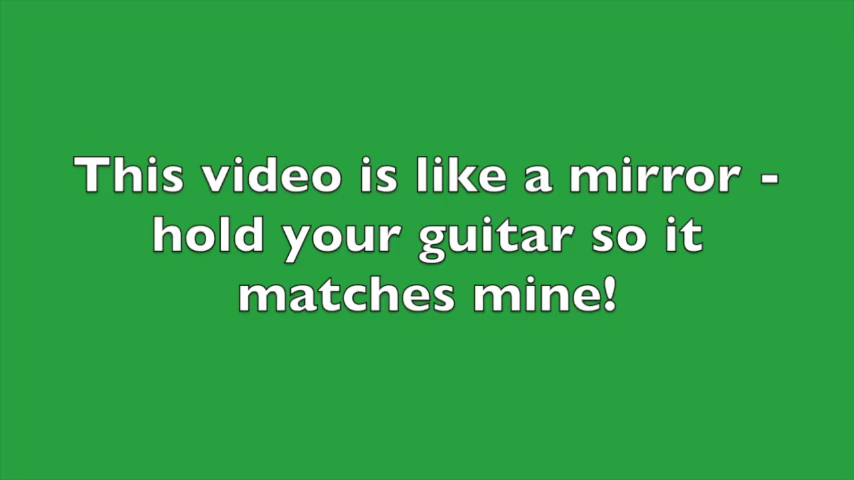 This video is like a mirror -
hold your guitar so it
matches mine!